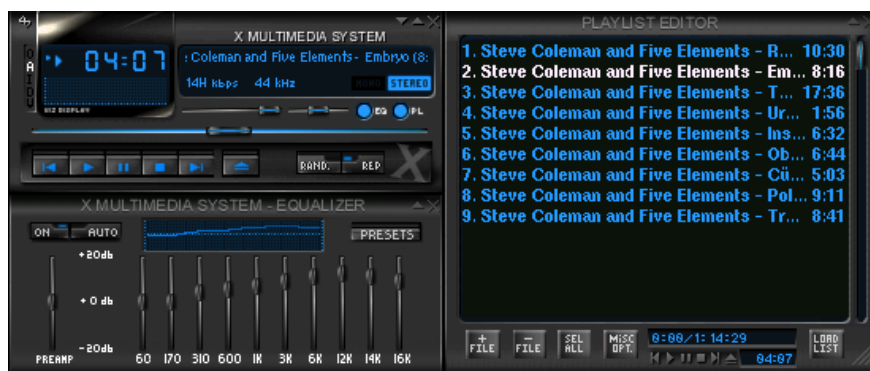 X MULTIMEDIA SYSTEM
O
A
I
D
U
04:07
: Coleman and Five Elements- Embryo (8:
14H kbps 44 kHz
MONO STEREO
VIZ DISPLAY
EQ PL
RAND. REP
X
X MULTIMEDIA SYSTEM - EQUALIZER
ON AUTO
PRESETS
+20db
+ 0 db
-20db
PREAMP 60 170 310 600 1K 3K 6K 12K 14K 16K
PLAYLIST EDITOR
1. Steve Coleman and Five Elements - R... 10:30
2. Steve Coleman and Five Elements - Em... 8:16
3. Steve Coleman and Five Elements - T... 17:36
4. Steve Coleman and Five Elements - Ur... 1:56
5. Steve Coleman and Five Elements - Ins... 6:32
6. Steve Coleman and Five Elements - Ob... 6:44
7. Steve Coleman and Five Elements - Cü... 5:03
8. Steve Coleman and Five Elements - Pol... 9:11
9. Steve Coleman and Five Elements - Tr... 8:41
+ FILE
- FILE
SEL ALL
MISC OPT.
0:00/1:14:29
04:07
LOAD LIST